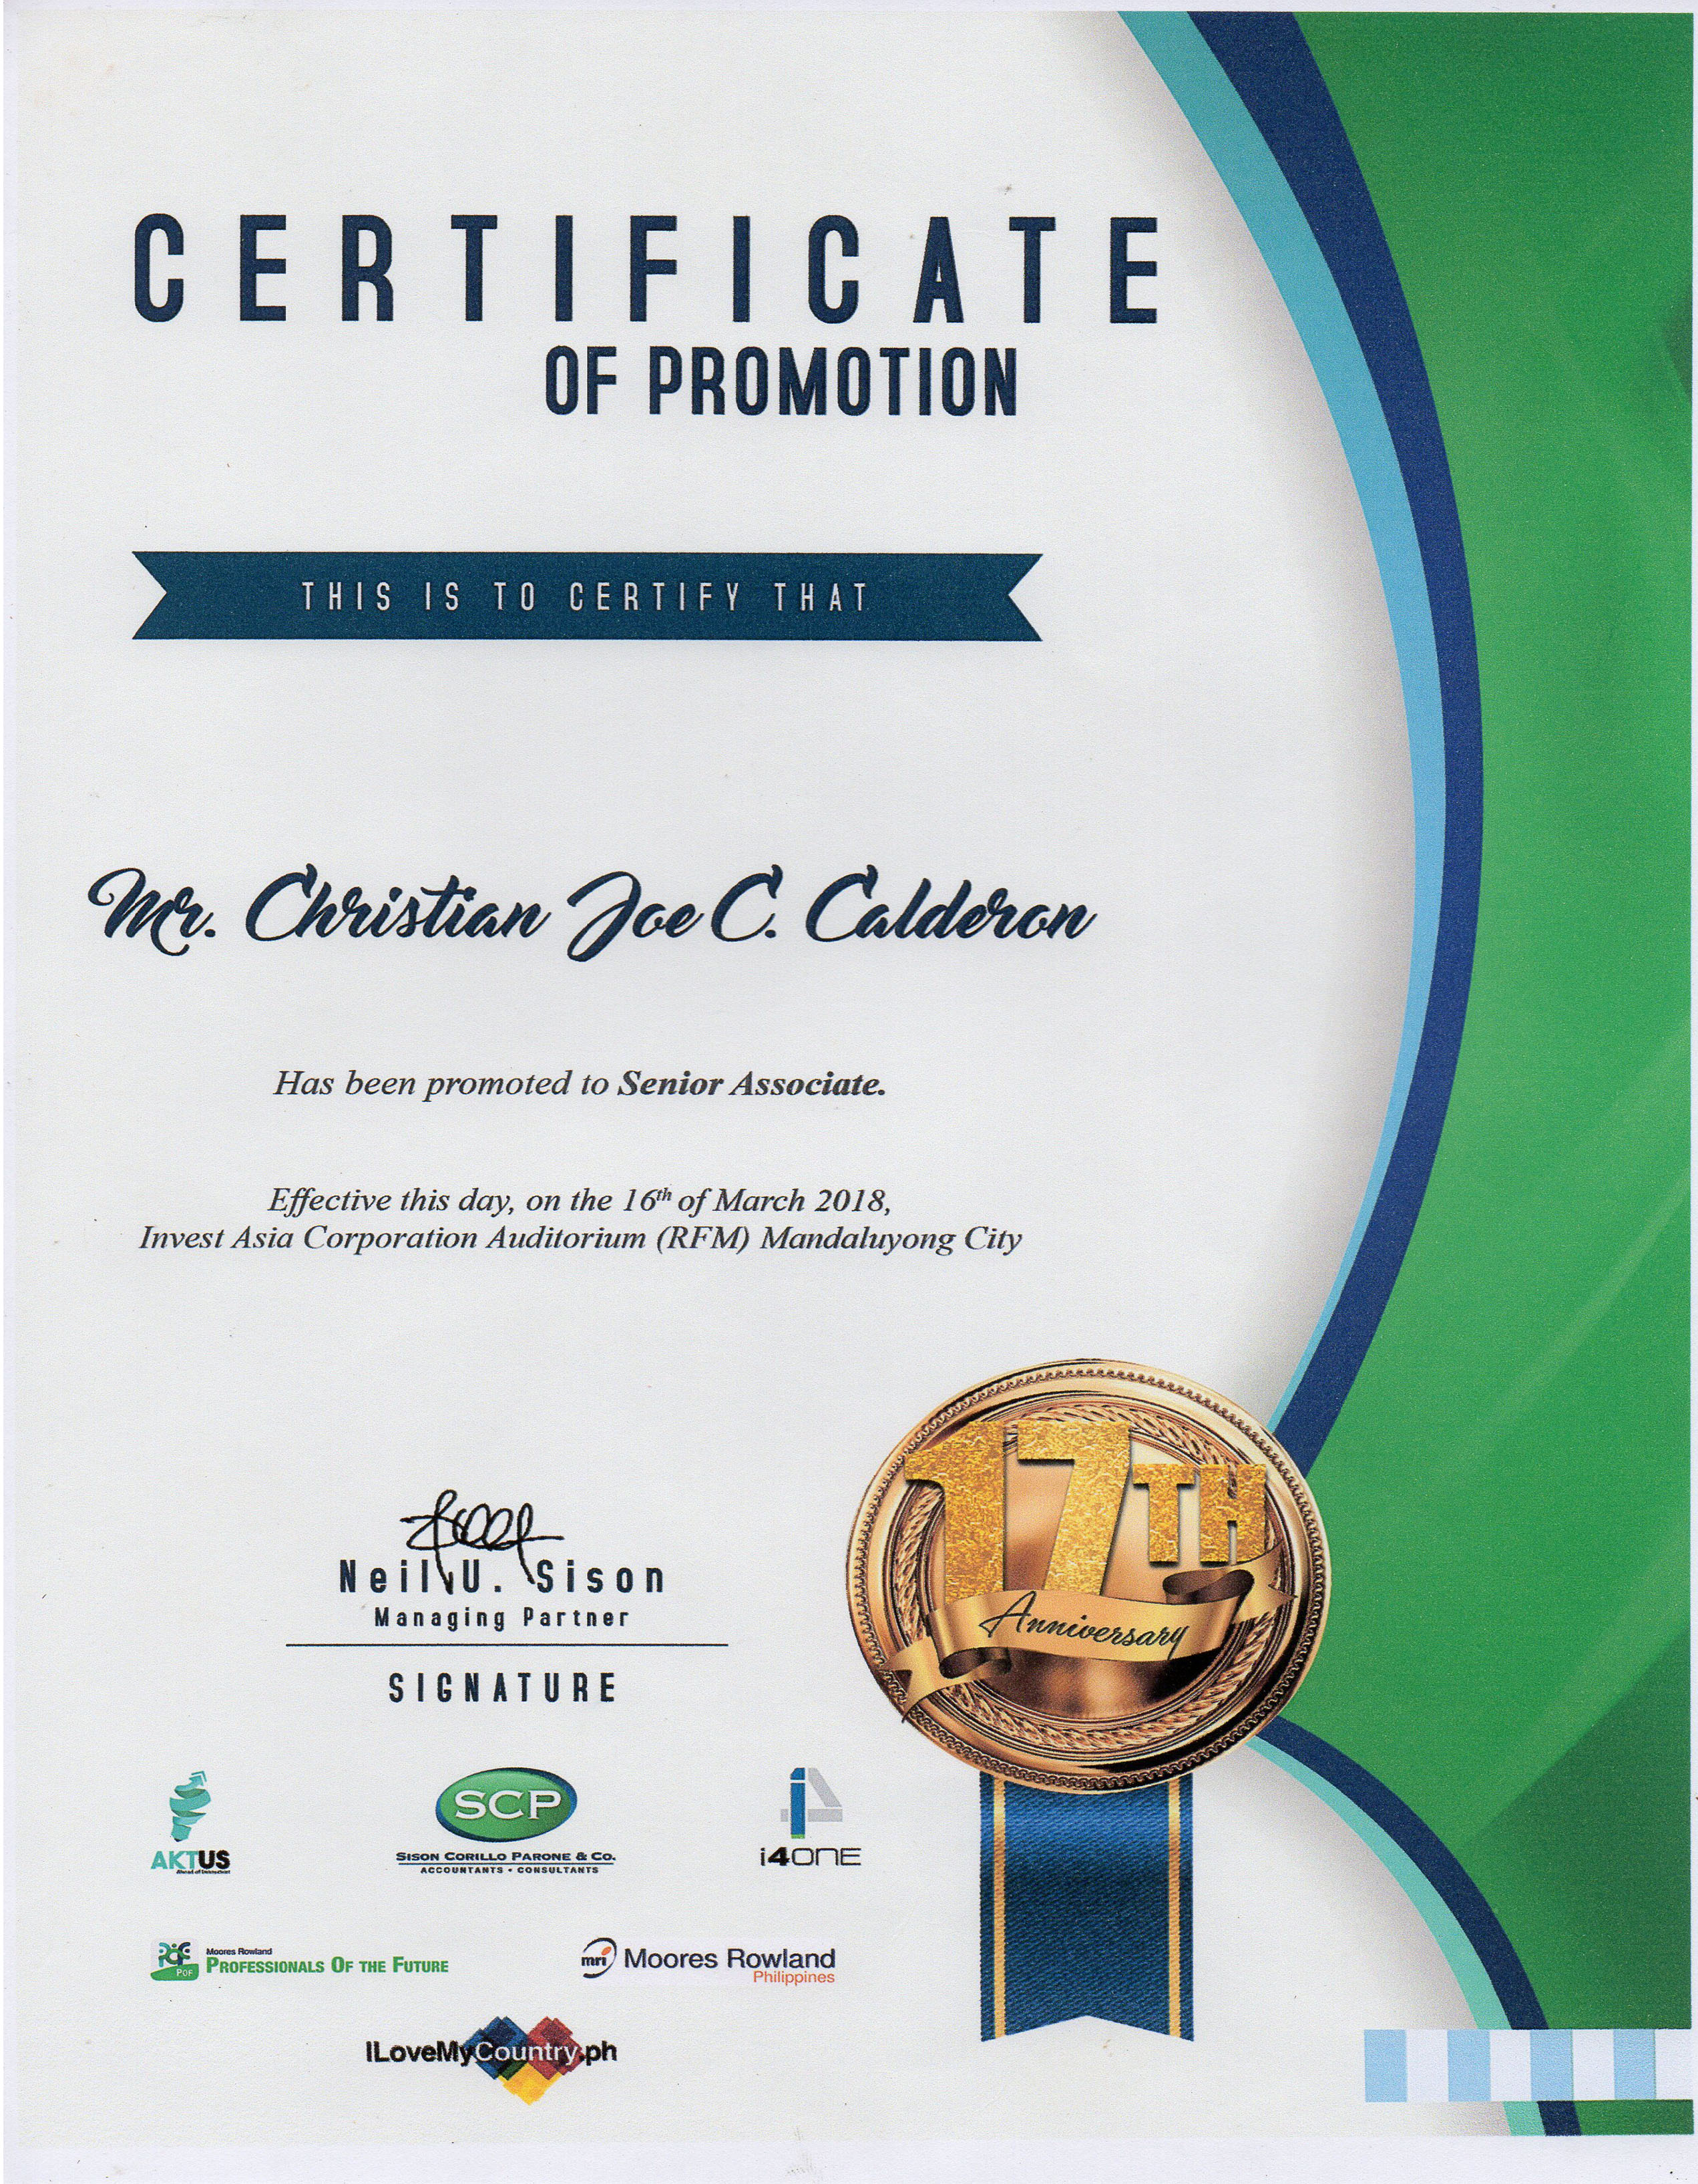 CERTIFICATE
OF PROMOTION
THIS IS TO CERTIFY THAT
Mr. Christian Joe C. Calderon
Has been promoted to Senior Associate.
Effective this day, on the 16th of March 2018,
Invest Asia Corporation Auditorium (RFM) Mandaluyong City
17TH
Anniversary
Neil U. Sison
Managing Partner
SIGNATURE
AKTUS
SCP
SISON CORILLO PARONE & CO.
ACCOUNTANTS • CONSULTANTS
i4ONE
POF
Moores Rowland
PROFESSIONALS OF THE FUTURE
mri Moores Rowland
Philippines
ILoveMyCountry.ph